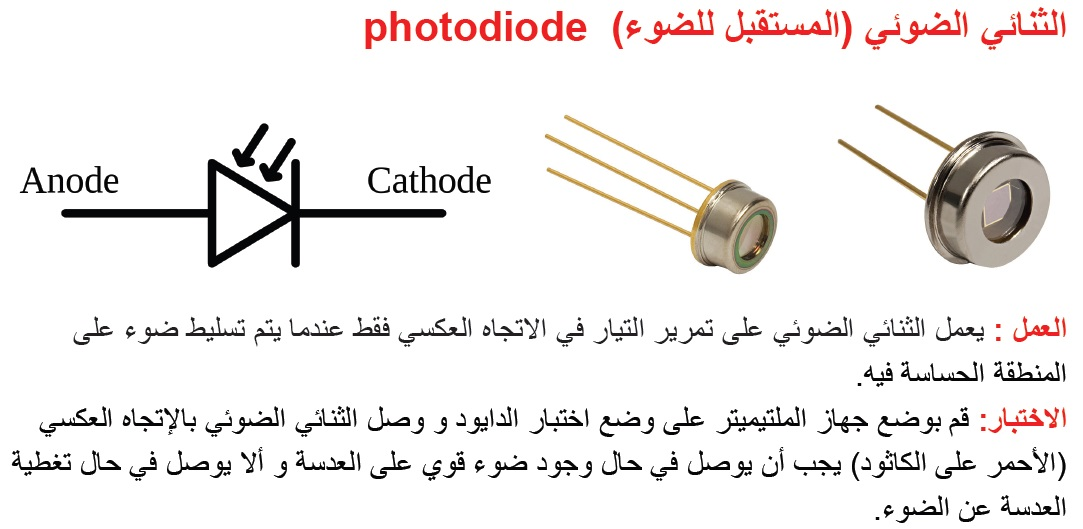 الثنائي الضوئي (المستقبل للضوء) photodiode
Anode
Cathode
العمل : يعمل الثنائي الضوئي على تمرير التيار في الاتجاه العكسي فقط عندما يتم تسليط ضوء على
المنطقة الحساسة فيه.
الاختبار: قم بوضع جهاز الملتيميتر على وضع اختبار الدايود و وصل الثنائي الضوئي بالإتجاه العكسي
(الأحمر على الكاثود) يجب أن يوصل في حال وجود ضوء قوي على العدسة و ألا يوصل في حال تغطية
العدسة عن الضوء.